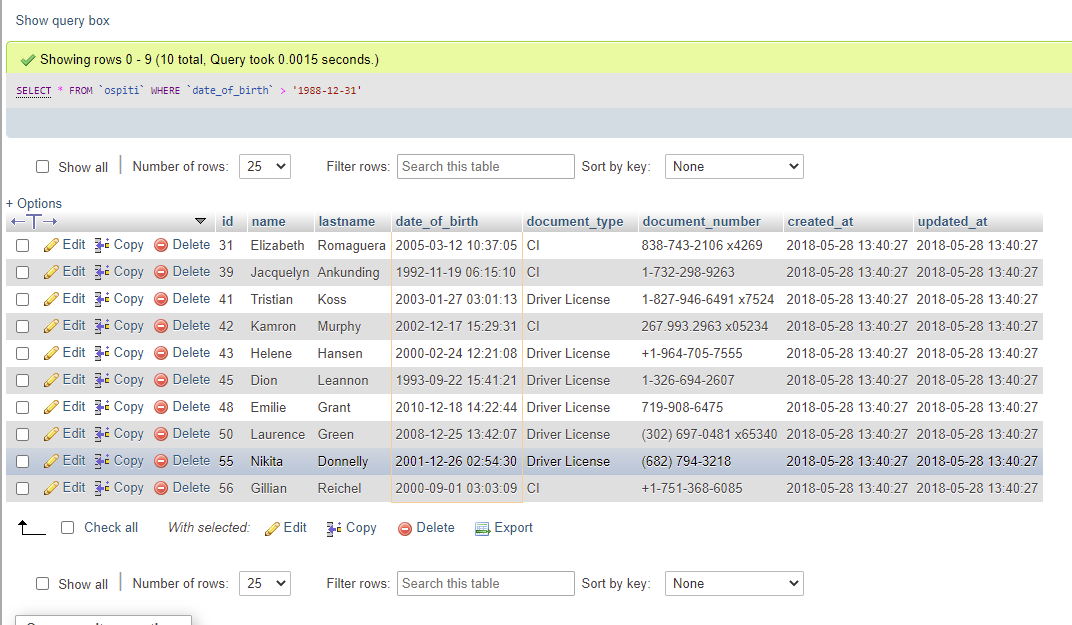 Show query box
Showing rows 0 - 9 (10 total, Query took 0.0015 seconds.)
SELECT * FROM `ospiti` WHERE `date_of_birth` > '1988-12-31'
Show all Number of rows: 25 Filter rows: Search this table Sort by key: None
+ Options
id name lastname date_of_birth document_type document_number created_at updated_at
Edit Copy Delete 31 Elizabeth Romaguera 2005-03-12 10:37:05 CI 838-743-2106 x4269 2018-05-28 13:40:27 2018-05-28 13:40:27
Edit Copy Delete 39 Jacquelyn Ankunding 1992-11-19 06:15:10 CI 1-732-298-9263 2018-05-28 13:40:27 2018-05-28 13:40:27
Edit Copy Delete 41 Tristian Koss 2003-01-27 03:01:13 Driver License 1-827-946-6491 x7524 2018-05-28 13:40:27 2018-05-28 13:40:27
Edit Copy Delete 42 Kamron Murphy 2002-12-17 15:29:31 CI 267.993.2963 x05234 2018-05-28 13:40:27 2018-05-28 13:40:27
Edit Copy Delete 43 Helene Hansen 2000-02-24 12:21:08 Driver License +1-964-705-7555 2018-05-28 13:40:27 2018-05-28 13:40:27
Edit Copy Delete 45 Dion Leannon 1993-09-22 15:41:21 Driver License 1-326-694-2607 2018-05-28 13:40:27 2018-05-28 13:40:27
Edit Copy Delete 48 Emilie Grant 2010-12-18 14:22:44 Driver License 719-908-6475 2018-05-28 13:40:27 2018-05-28 13:40:27
Edit Copy Delete 50 Laurence Green 2008-12-25 13:42:07 Driver License (302) 697-0481 x65340 2018-05-28 13:40:27 2018-05-28 13:40:27
Edit Copy Delete 55 Nikita Donnelly 2001-12-26 02:54:30 Driver License (682) 794-3218 2018-05-28 13:40:27 2018-05-28 13:40:27
Edit Copy Delete 56 Gillian Reichel 2000-09-01 03:03:09 CI +1-751-368-6085 2018-05-28 13:40:27 2018-05-28 13:40:27
Check all With selected: Edit Copy Delete Export
Show all Number of rows: 25 Filter rows: Search this table Sort by key: None